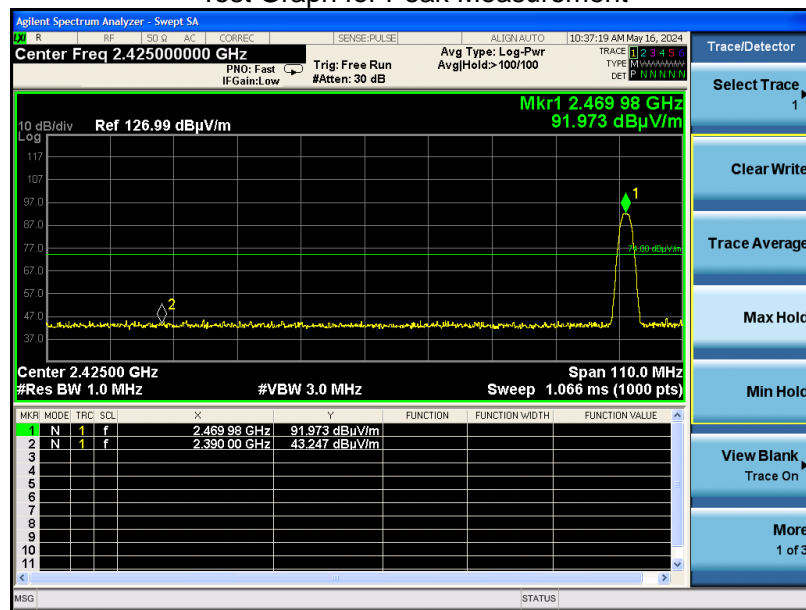 Test Graph for Peak Measurement
Agilent Spectrum Analyzer - Swept SA
LXI R RF 50 Ω AC CORREC SENSE:PULSE ALIGN AUTO 10:37:19 AM May 16, 2024
Center Freq 2.425000000 GHz
PNO: Fast
IFGain:Low
Trig: Free Run
#Atten: 30 dB
Avg Type: Log-Pwr
Avg|Hold:>100/100
TRACE 1 2 3 4 5 6
TYPE M
DET P N N N N N
Mkr1 2.469 98 GHz
91.973 dBμV/m
10 dB/div Ref 126.99 dBμV/m
Log
117
107
97.0
87.0
77.0
67.0
57.0
47.0
37.0
1
2
74.00 dBμV/m
Center 2.42500 GHz Span 110.0 MHz
#Res BW 1.0 MHz #VBW 3.0 MHz Sweep 1.066 ms (1000 pts)
MKR MODE TRC SCL X Y FUNCTION FUNCTION WIDTH FUNCTION VALUE
1 N 1 f 2.469 98 GHz 91.973 dBμV/m
2 N 1 f 2.390 00 GHz 43.247 dBμV/m
3
4
5
6
7
8
9
10
11
MSG STATUS
Trace/Detector
Select Trace
1
Clear Write
Trace Average
Max Hold
Min Hold
View Blank
Trace On
More
1 of 3